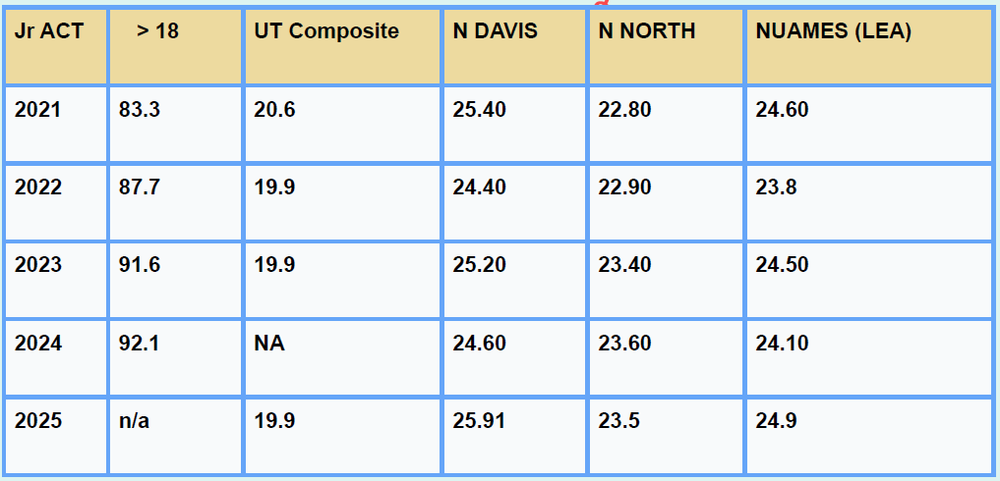 Jr ACT > 18 UT Composite N DAVIS N NORTH NUAMES (LEA)
2021 83.3 20.6 25.40 22.80 24.60
2022 87.7 19.9 24.40 22.90 23.8
2023 91.6 19.9 25.20 23.40 24.50
2024 92.1 NA 24.60 23.60 24.10
2025 n/a 19.9 25.91 23.5 24.9